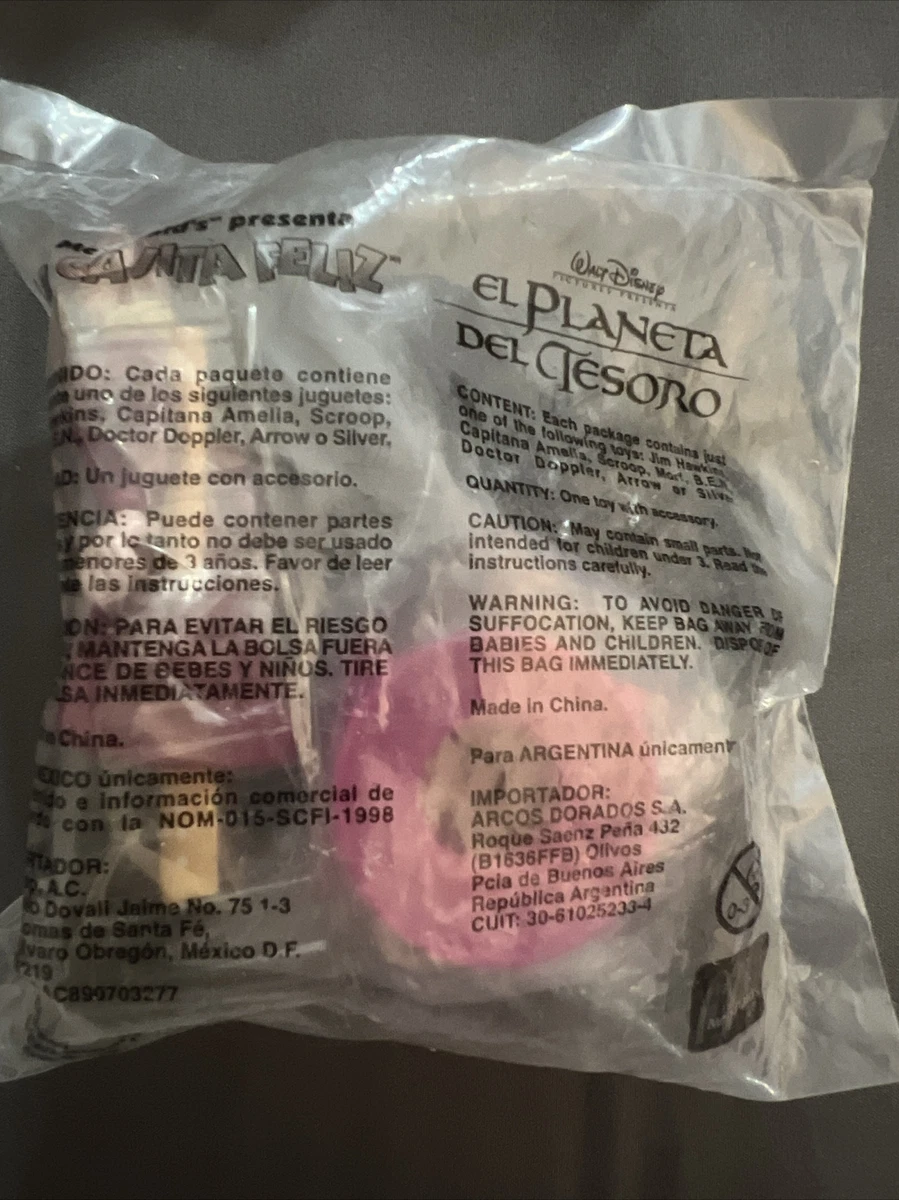 presenta
CAJITA FELIZ
Cada paquete contiene
uno de los siguientes juguetes:
Capitana Amelia, Scroop,
Doctor Doppler, Arrow o Silver.
Un juguete con accesorio.
Puede contener partes
y por lo tanto no debe ser usado
menores de 3 años. Favor de leer
las instrucciones.
PARA EVITAR EL RIESGO
MANTENGA LA BOLSA FUERA
DE BEBES Y NIÑOS. TIRE
INMEDIATAMENTE.
China.
únicamente:
e información comercial de
con la NOM-015-SCFI-1998
A.C.
Dovali Jaime No. 75 1-3
de Santa Fé,
Obregón, México D.F.
WALT DISNEY
PICTURES PRESENTS
EL PLANETA
DEL TESORO
CONTENT: Each package contains just
one of the following toys: Jim Hawkins,
Capitana Amelia, Scroop, Morf, B.E.N.,
Doctor Doppler, Arrow or Silver
QUANTITY: One toy with accessory.
CAUTION: May contain small parts. Not
intended for children under 3. Read the
instructions carefully.
WARNING: TO AVOID DANGER OF
SUFFOCATION, KEEP BAG AWAY FROM
BABIES AND CHILDREN. DISPOSE OF
THIS BAG IMMEDIATELY.
Made in China.
Para ARGENTINA únicament
IMPORTADOR:
ARCOS DORADOS S.A.
Roque Saenz Peña 432
(B1636FFB) Olivos
Pcia de Buenos Aires
República Argentina
CUIT: 30-61025233-4
0-3